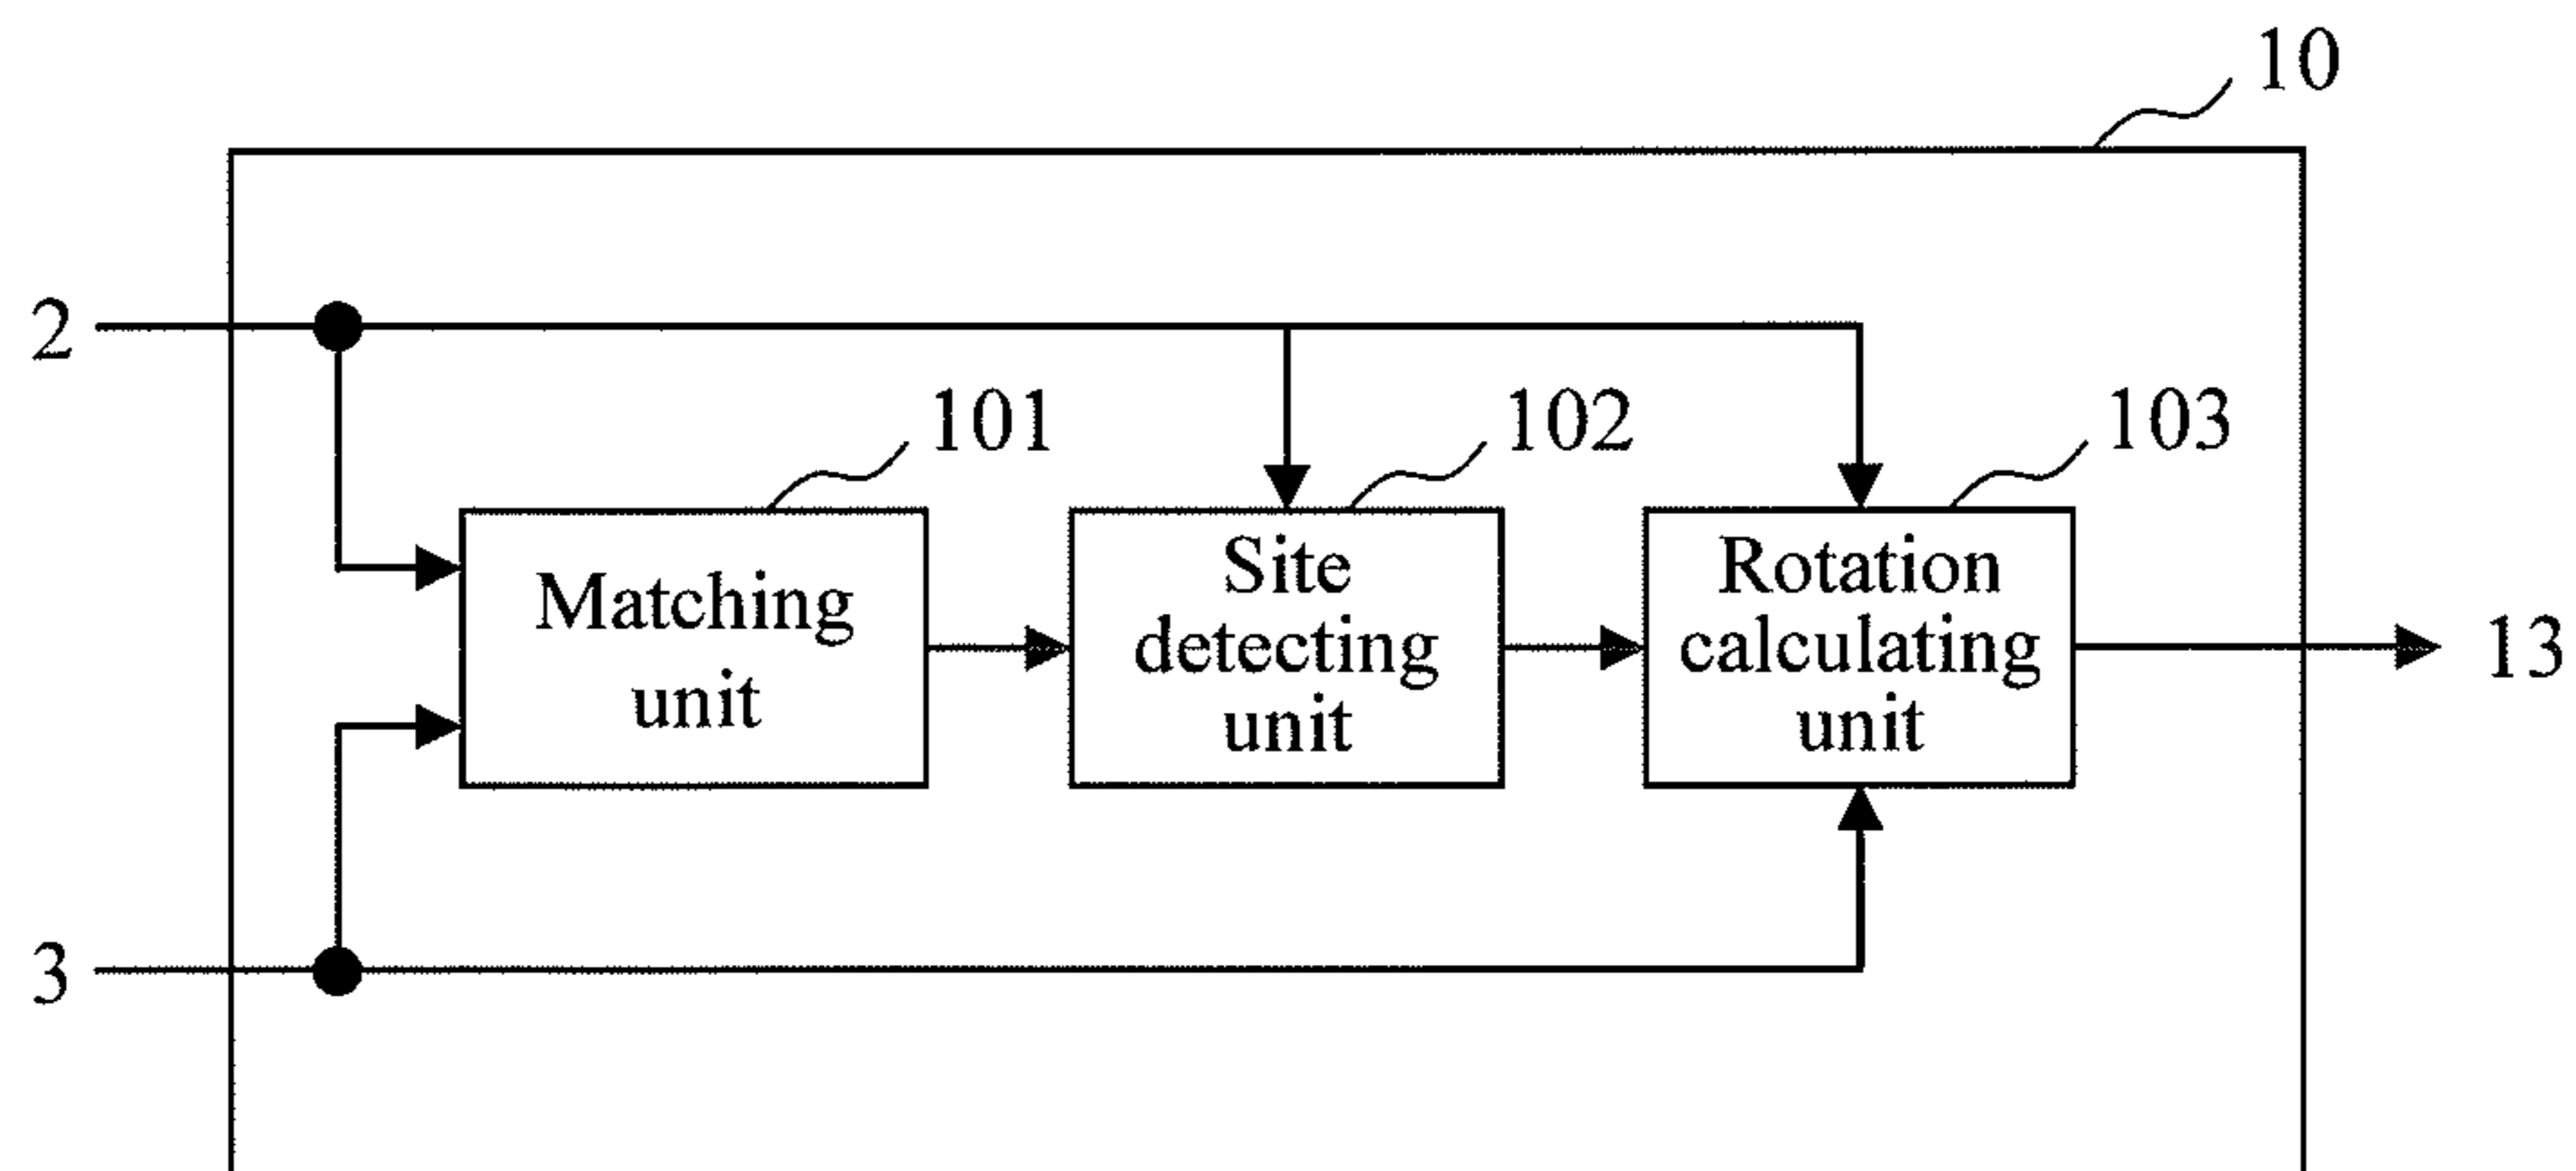 10
2
101
102
103
Matching
unit
Site
detecting
unit
Rotation
calculating
unit
13
3